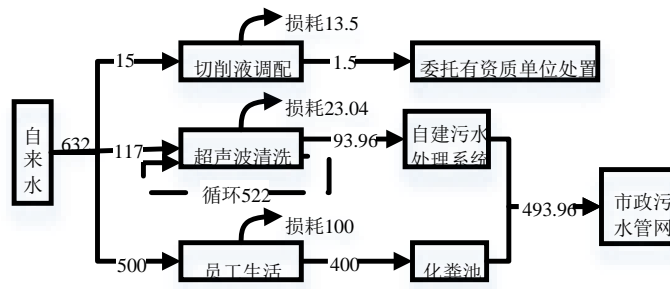 损耗13.5
15
切削液调配
1.5
委托有资质单位处置
损耗23.04
自来水
632
117
超声波清洗
93.96
自建污水
处理系统
循环522
493.96
市政污
水管网
损耗100
500
员工生活
400
化粪池